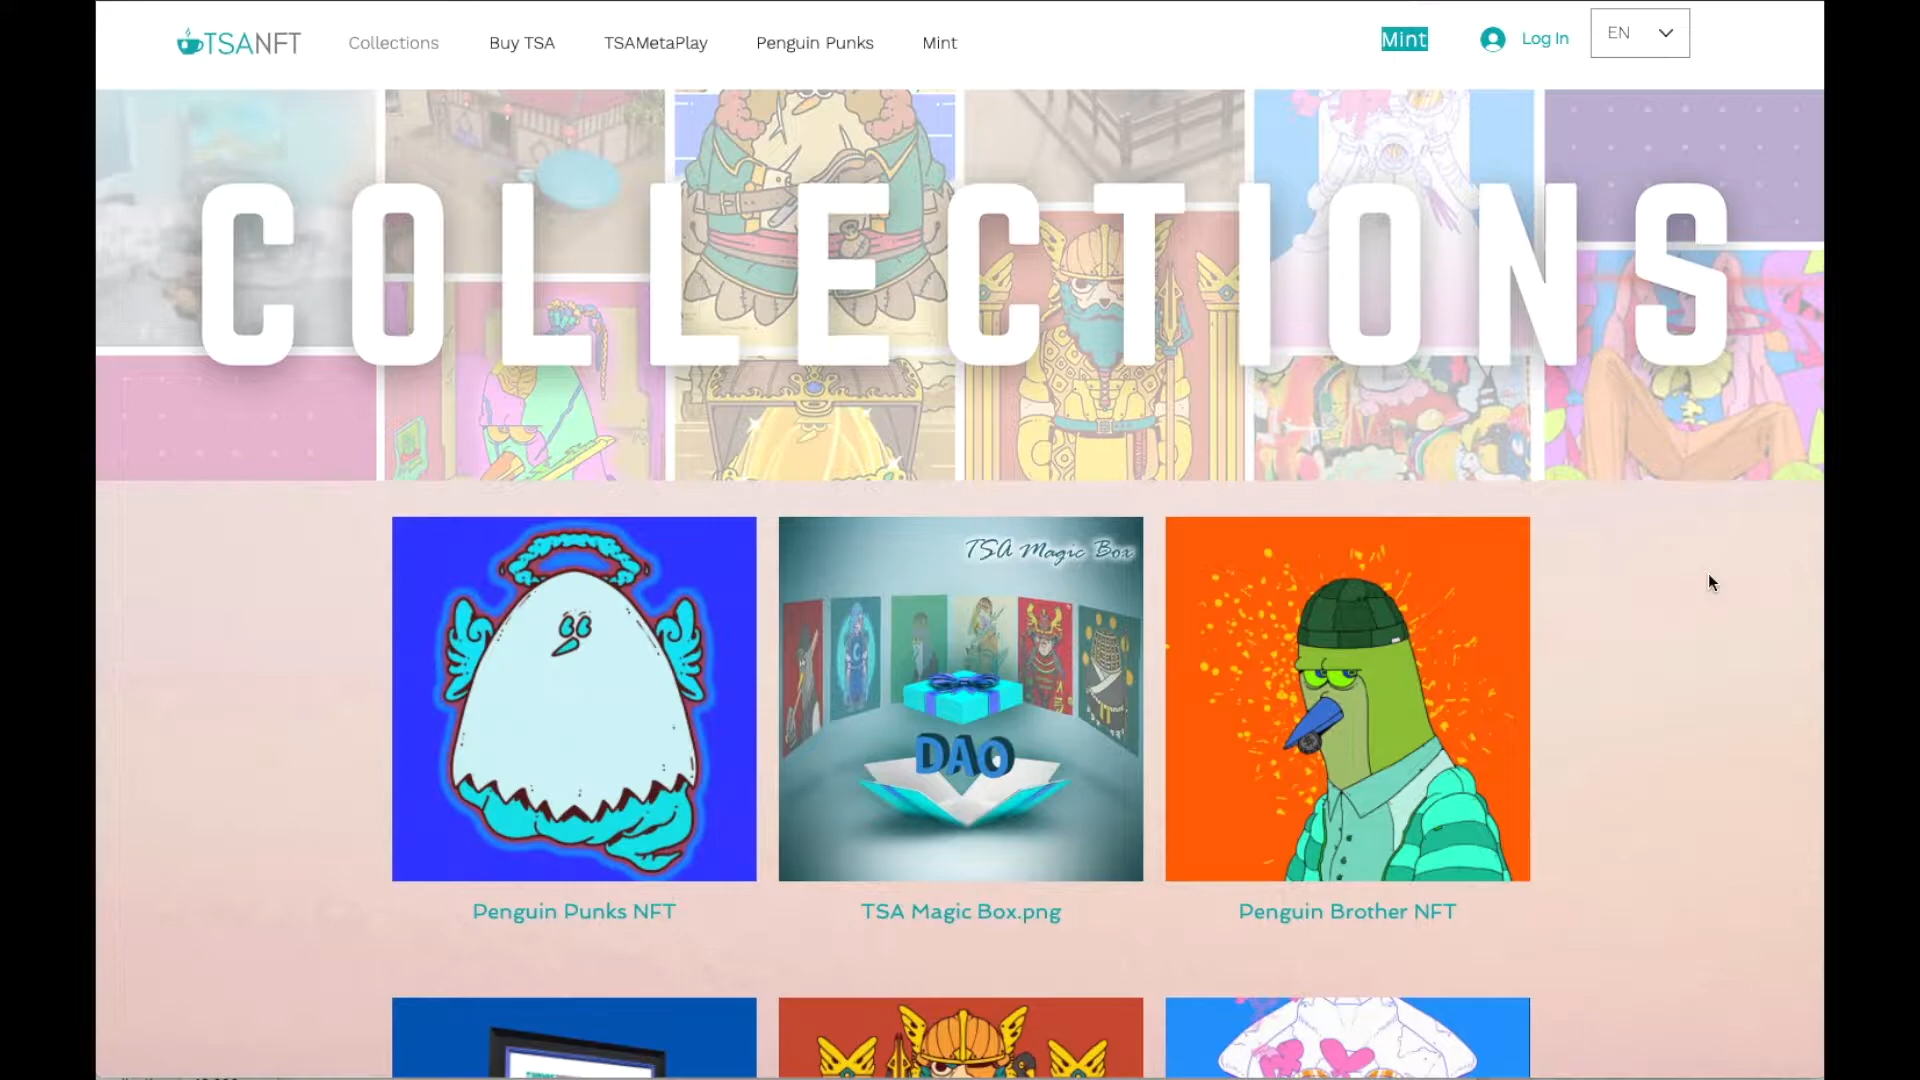 TSANFT
Collections
Buy TSA
TSAMetaPlay
Penguin Punks
Mint
Mint
Log In
EN
COLLECTIONS
TSA Magic Box
DAO
Penguin Punks NFT
TSA Magic Box.png
Penguin Brother NFT